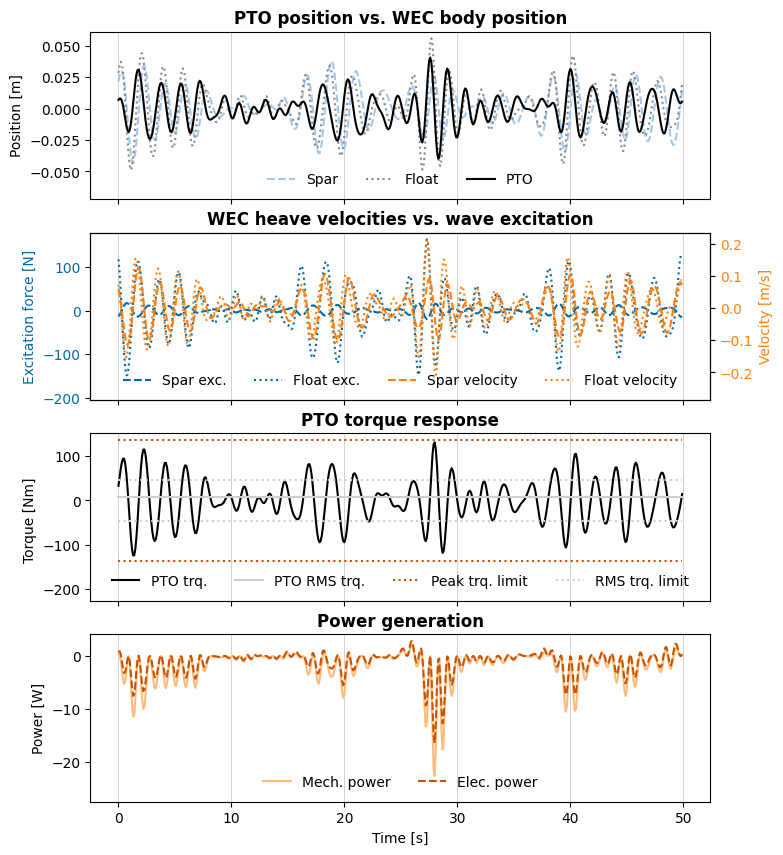 PTO position vs. WEC body position
Position [m]
0.050
0.025
0.000
−0.025
−0.050
Spar Float PTO
WEC heave velocities vs. wave excitation
Excitation force [N]
100
0
−100
−200
0.2
0.1
0.0
−0.1
−0.2
Velocity [m/s]
Spar exc. Float exc. Spar velocity Float velocity
PTO torque response
Torque [Nm]
100
0
−100
−200
PTO trq. PTO RMS trq. Peak trq. limit RMS trq. limit
Power generation
Power [W]
0
−10
−20
Mech. power Elec. power
0 10 20 30 40 50
Time [s]